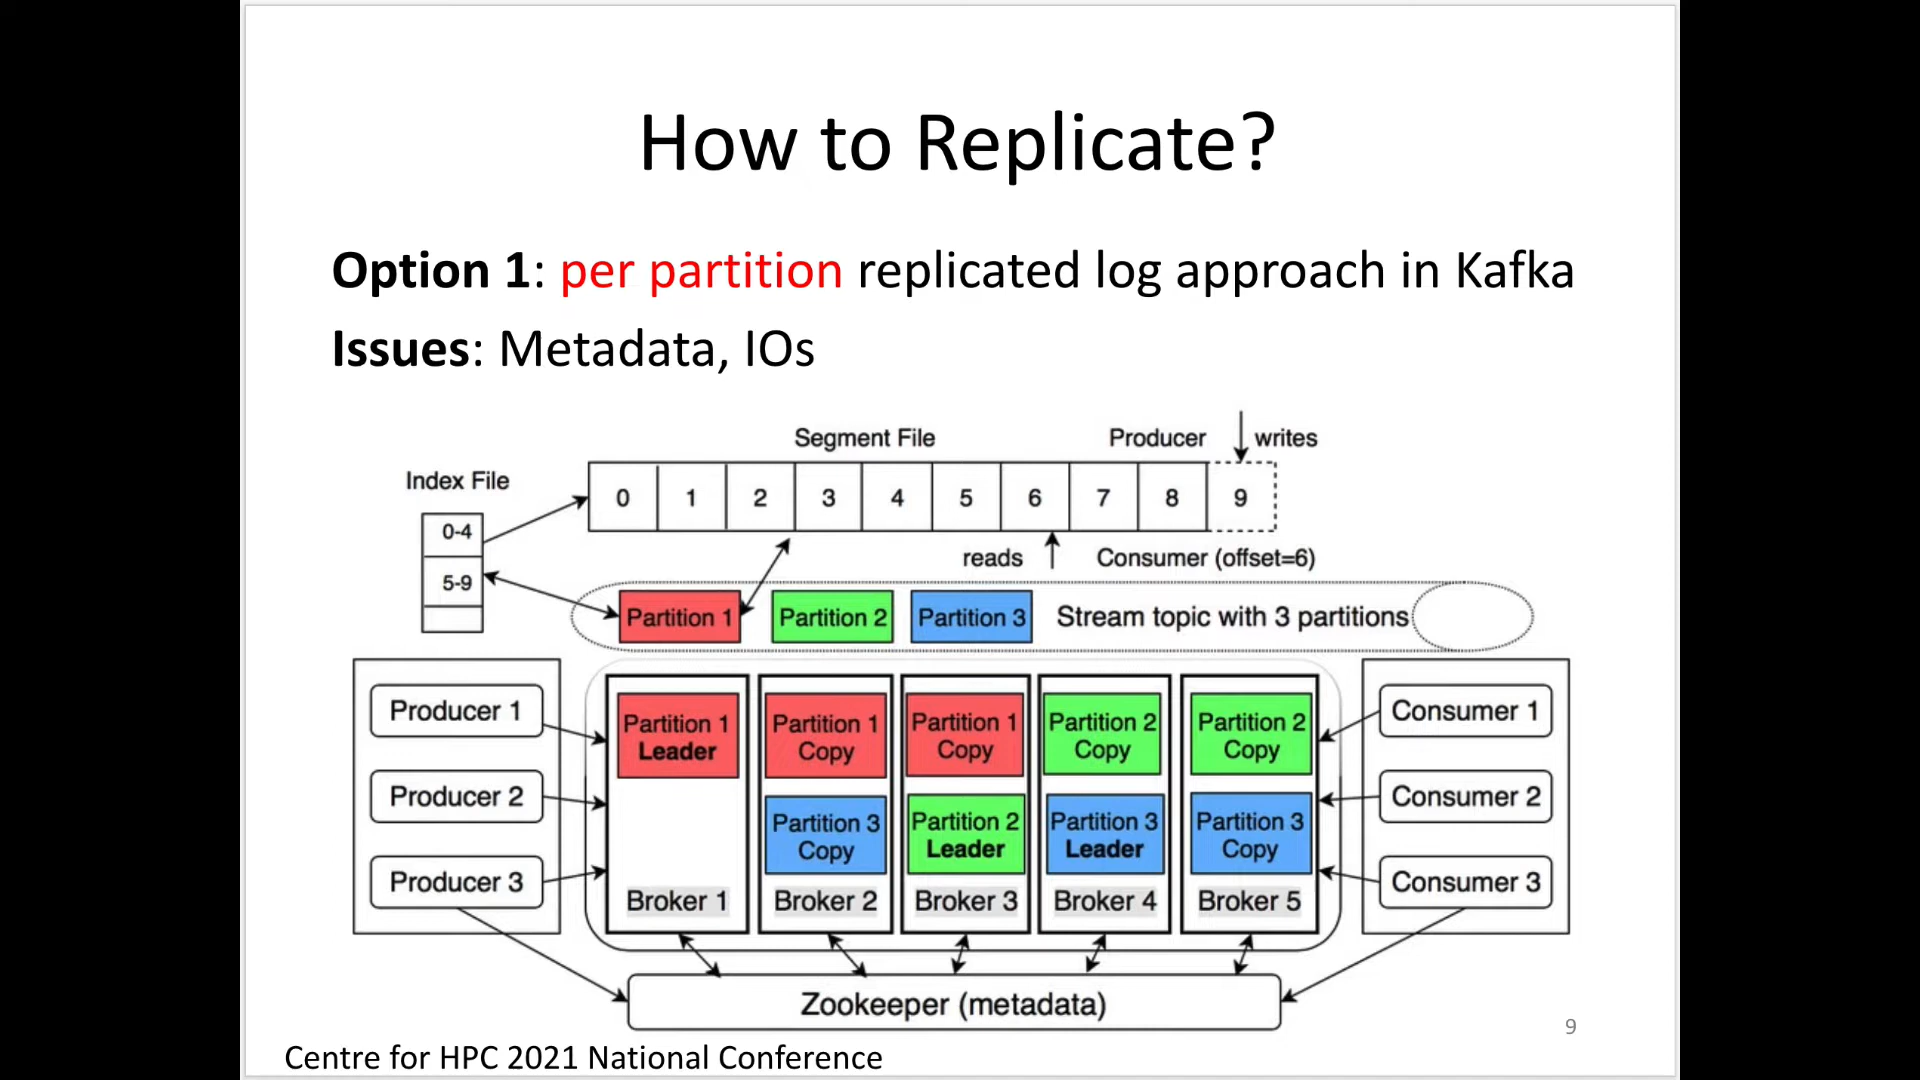 How to Replicate?
Option 1: per partition replicated log approach in Kafka
Issues: Metadata, IOs
Segment File
Producer
writes
Index File
0 1 2 3 4 5 6 7 8 9
0-4
5-9
reads
Consumer (offset=6)
Partition 1
Partition 2
Partition 3
Stream topic with 3 partitions
Producer 1
Producer 2
Producer 3
Partition 1
Leader
Broker 1
Partition 1
Copy
Partition 3
Copy
Broker 2
Partition 1
Copy
Partition 2
Leader
Broker 3
Partition 2
Copy
Partition 3
Leader
Broker 4
Partition 2
Copy
Partition 3
Copy
Broker 5
Consumer 1
Consumer 2
Consumer 3
Zookeeper (metadata)
9
Centre for HPC 2021 National Conference